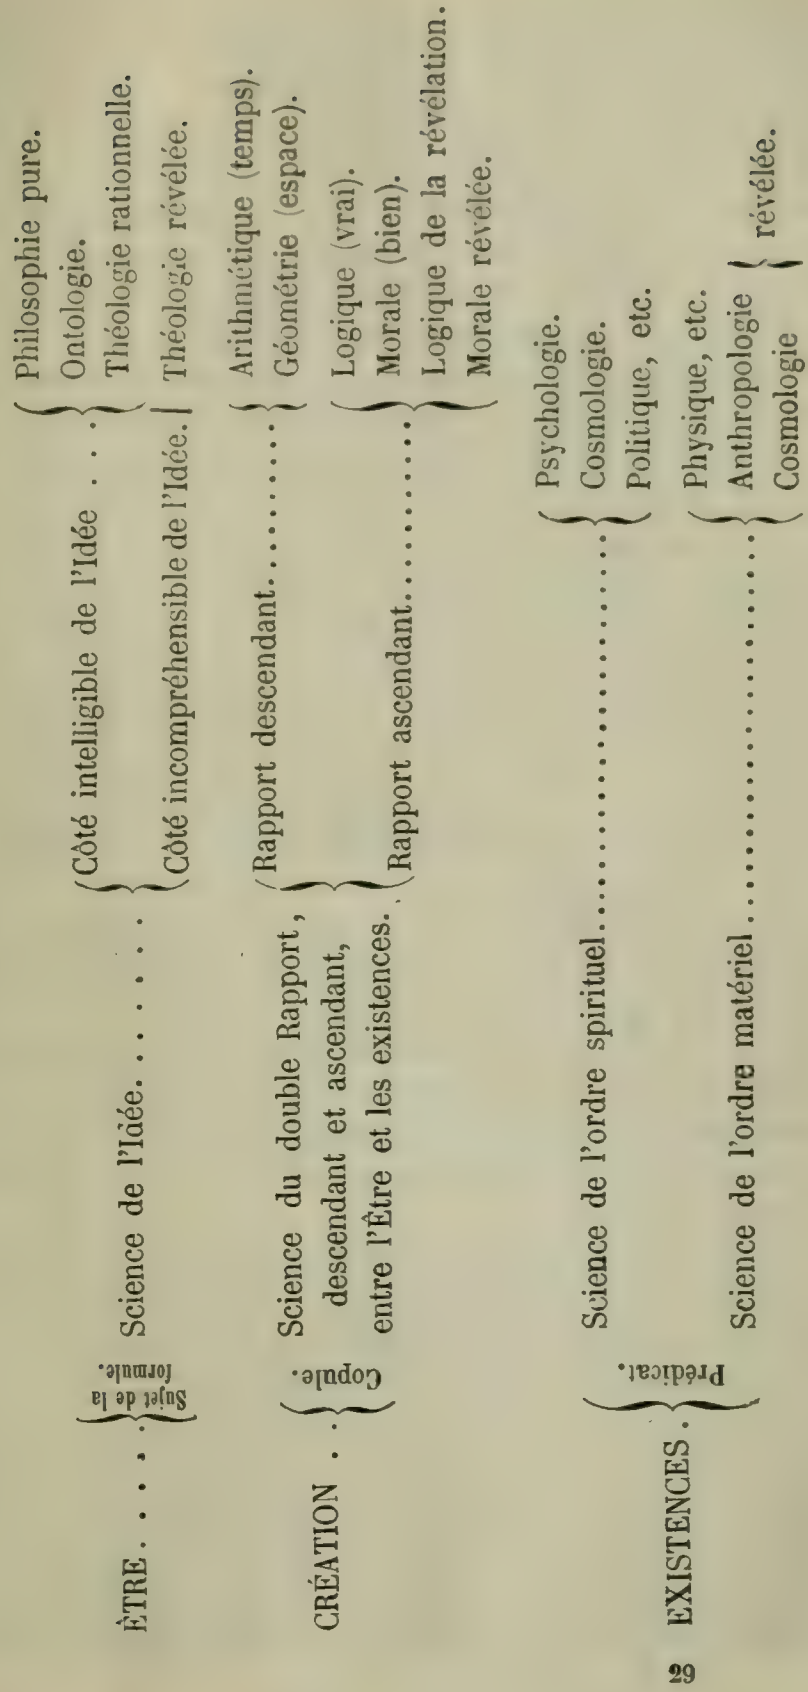 ÊTRE. . . . .
Sujet de la
formule.
Science de l'Idée. . . . . . .
Côté intelligible de l'Idée . . .
Philosophie pure.
Ontologie.
Théologie rationnelle.
Côté incompréhensible de l'Idée.
Théologie révélée.
CRÉATION . .
Copule.
Science du double Rapport,
descendant et ascendant,
entre l'Être et les existences.
Rapport descendant..........
Arithmétique (temps).
Géométrie (espace).
Rapport ascendant...........
Logique (vrai).
Morale (bien).
Logique de la révélation.
Morale révélée.
EXISTENCES.
Prédicat.
Science de l'ordre spirituel........................
Psychologie.
Cosmologie.
Politique, etc.
Science de l'ordre matériel........................
Physique, etc.
Anthropologie
Cosmologie
révélée.
29